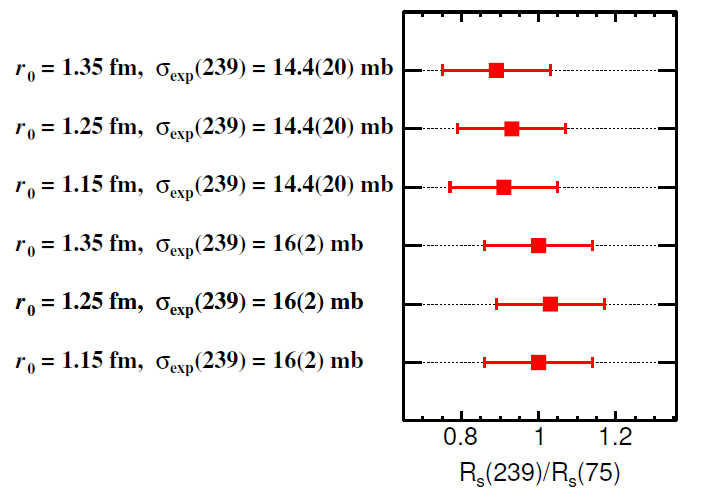 r₀ = 1.35 fm, σexp(239) = 14.4(20) mb
r₀ = 1.25 fm, σexp(239) = 14.4(20) mb
r₀ = 1.15 fm, σexp(239) = 14.4(20) mb
r₀ = 1.35 fm, σexp(239) = 16(2) mb
r₀ = 1.25 fm, σexp(239) = 16(2) mb
r₀ = 1.15 fm, σexp(239) = 16(2) mb
0.8 1 1.2
Rₛ(239)/Rₛ(75)